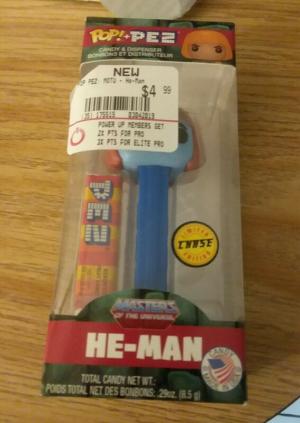 POP!+PEZ
CANDY & DISPENSER
BONBONS ET DISTRIBUTEUR
NEW
PEZ MOTU - He-Man
$4 99
POWER UP MEMBERS GET
2X PTS FOR PRO
3X PTS FOR ELITE PRO
PEZ
LIMITED
CHASE
EDITION
MASTERS
OF THE UNIVERSE
HE-MAN
CANDY
TOTAL CANDY NET WT.:
POIDS TOTAL NET DES BONBONS: .29oz. (8.5 g)